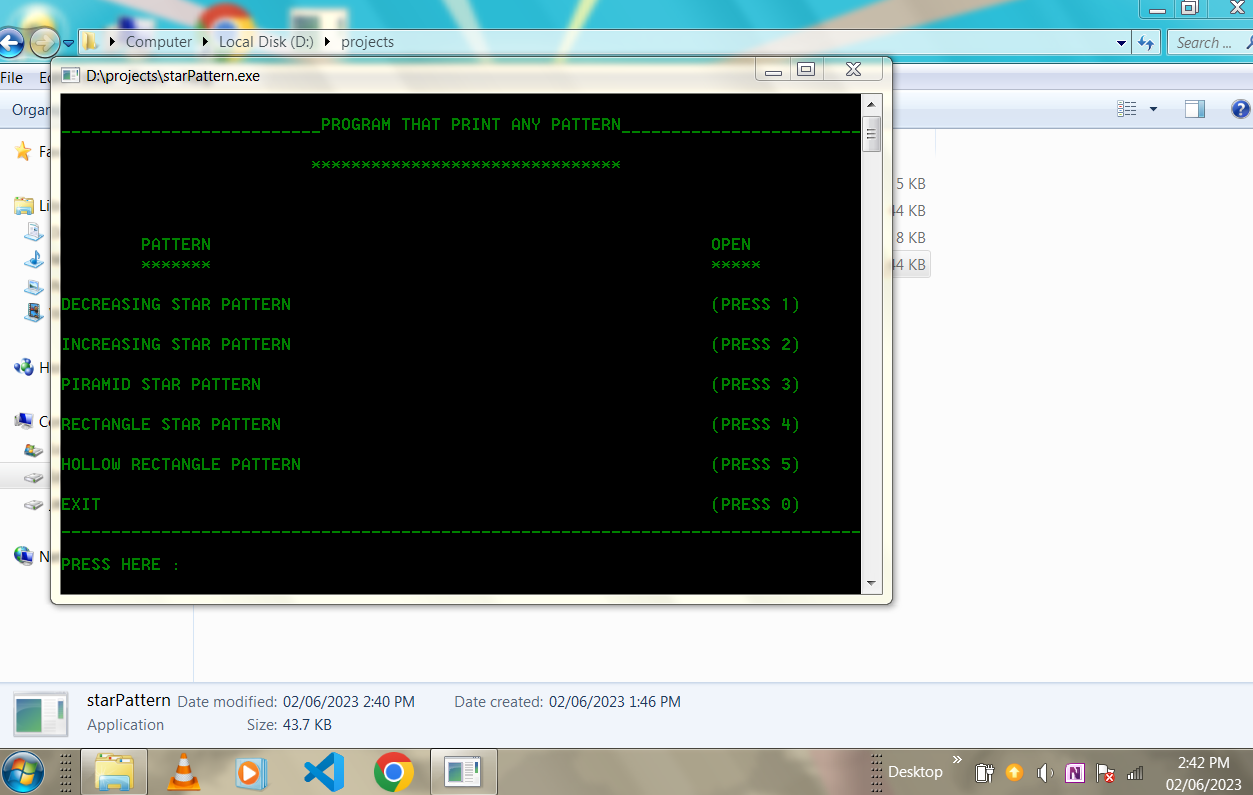 Computer ▶ Local Disk (D:) ▶ projects
Search ...
File
D:\projects\starPattern.exe
Organ
__________________________PROGRAM THAT PRINT ANY PATTERN________________________
*******************************
PATTERN OPEN
******* *****
DECREASING STAR PATTERN (PRESS 1)
INCREASING STAR PATTERN (PRESS 2)
PIRAMID STAR PATTERN (PRESS 3)
RECTANGLE STAR PATTERN (PRESS 4)
HOLLOW RECTANGLE PATTERN (PRESS 5)
EXIT (PRESS 0)
--------------------------------------------------------------------------------
PRESS HERE :
Fa
Li
H
Co
N
5 KB
44 KB
8 KB
44 KB
starPattern Date modified: 02/06/2023 2:40 PM Date created: 02/06/2023 1:46 PM
Application Size: 43.7 KB
Desktop
»
N
2:42 PM
02/06/2023